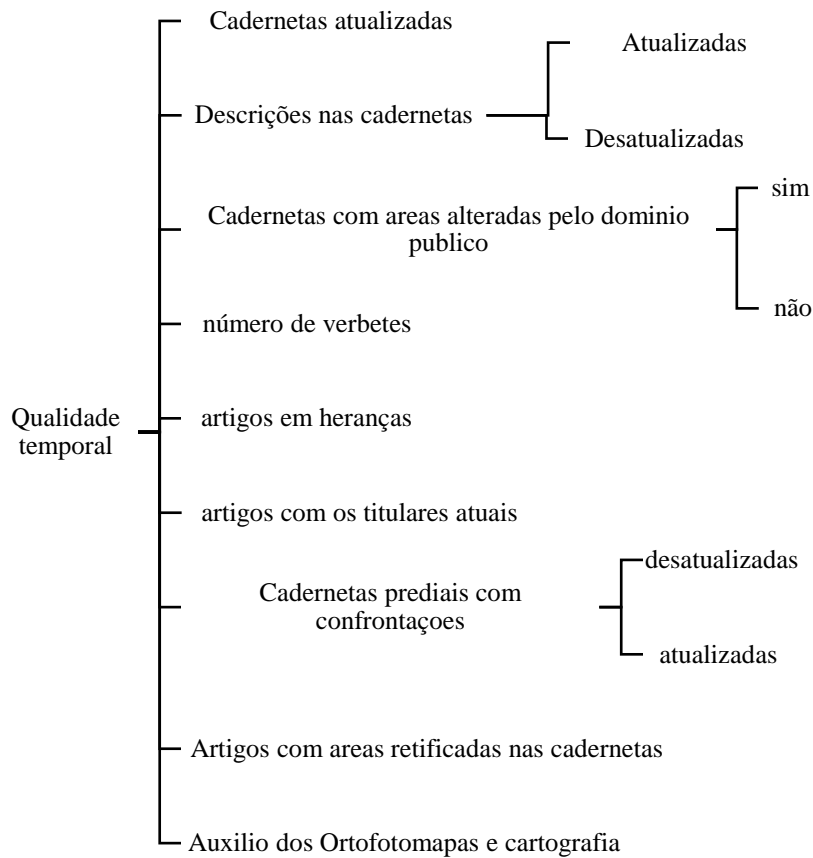 Cadernetas atualizadas
Atualizadas
Descrições nas cadernetas
Desatualizadas
sim
Cadernetas com areas alteradas pelo dominio
publico
não
número de verbetes
Qualidade
temporal
artigos em heranças
artigos com os titulares atuais
desatualizadas
Cadernetas prediais com
confrontaçoes
atualizadas
Artigos com areas retificadas nas cadernetas
Auxilio dos Ortofotomapas e cartografia